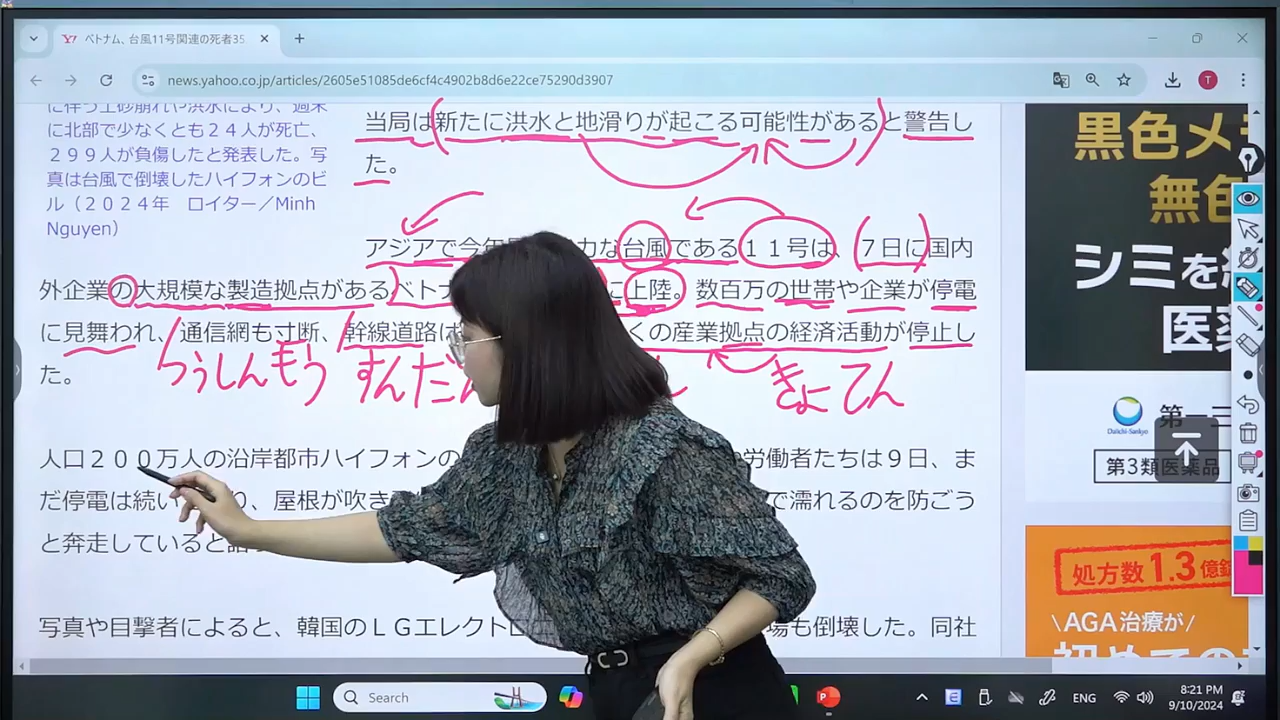 ベトナム、台風11号関連の死者35
news.yahoo.co.jp/articles/2605e51085de6cf4c4902b8d6e22ce75290d3907
に伴う土砂崩れや洪水により、週末
に北部で少なくとも２４人が死亡、
２９９人が負傷したと発表した。写
真は台風で倒壊したハイフォンのビ
ル（２０２４年　ロイター／Minh
Nguyen）
当局は新たに洪水と地滑りが起こる可能性があると警告し
た。
アジアで今年 力な台風である１１号は、７日に国内
外企業の大規模な製造拠点があるベトナ に上陸。数百万の世帯や企業が停電
に見舞われ、通信網も寸断、幹線道路は くの産業拠点の経済活動が停止し
た。
つうしんもう すんだん
きょてん
人口２００万人の沿岸都市ハイフォンの 労働者たちは９日、ま
だ停電は続い り、屋根が吹き で濡れるのを防ごう
と奔走していると語
写真や目撃者によると、韓国のＬＧエレクトロ 場も倒壊した。同社
黒色メ
無色
シミを
医薬
Daiichi-Sankyo
第一三
第3類医薬品
処方数1.3億錠
\AGA治療が/
初めての
T
Search
ENG
8:21 PM
9/10/2024